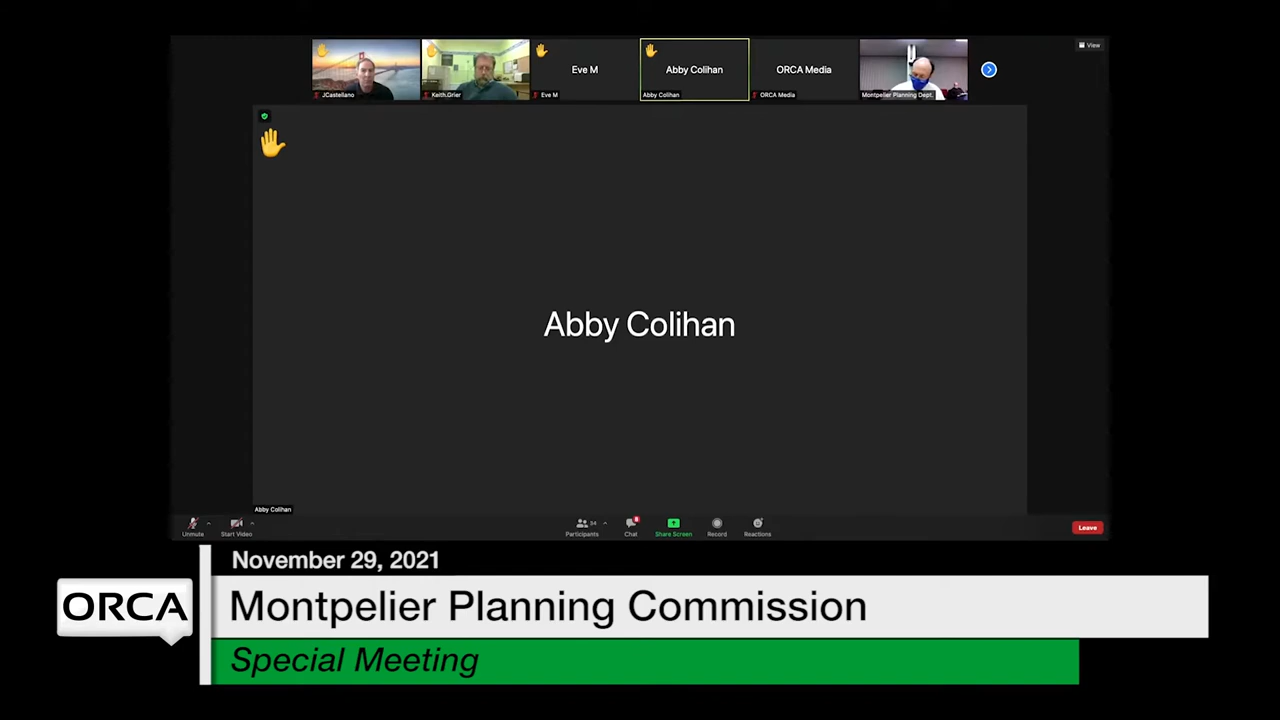 View
Eve M
Abby Colihan
ORCA Media
JCastellano
Keith.Grier
Eve M
Abby Colihan
ORCA Media
Montpelier Planning Dept.
Abby Colihan
Abby Colihan
Unmute
Start Video
34
Participants
8
Chat
Share Screen
Record
Reactions
Leave
November 29, 2021
ORCA
Montpelier Planning Commission
Special Meeting